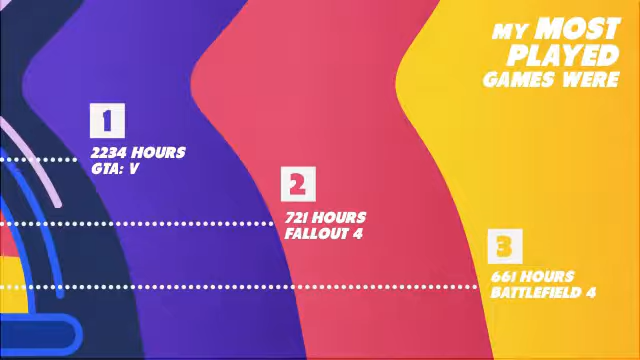 MY MOST
PLAYED
GAMES WERE
1
2234 HOURS
GTA: V
2
721 HOURS
FALLOUT 4
3
661 HOURS
BATTLEFIELD 4